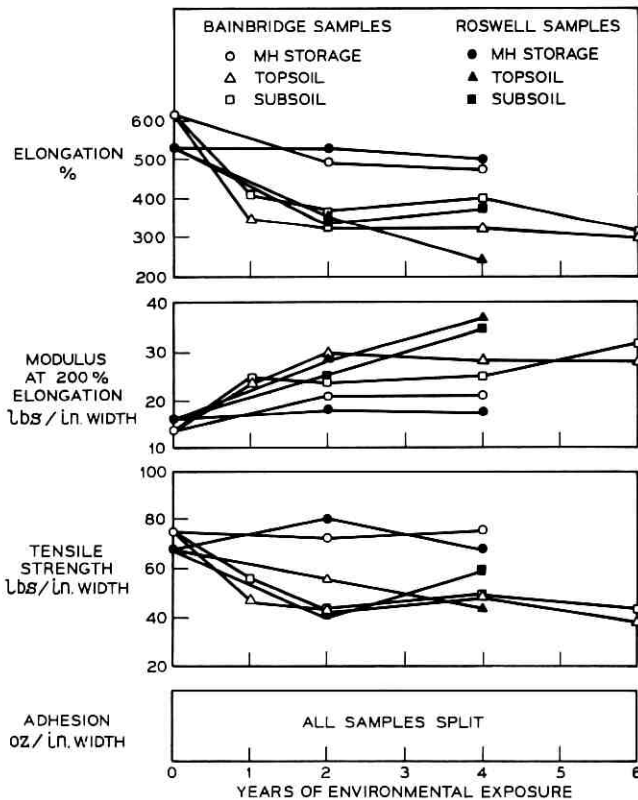 BAINBRIDGE SAMPLES
MH STORAGE
TOPSOIL
SUBSOIL
ROSWELL SAMPLES
MH STORAGE
TOPSOIL
SUBSOIL
ELONGATION
%
600
500
400
300
200
MODULUS
AT 200%
ELONGATION
lbs/in. WIDTH
40
30
20
10
TENSILE
STRENGTH
lbs/in. WIDTH
100
80
60
40
20
ADHESION
oz/in. WIDTH
ALL SAMPLES SPLIT
0 1 2 3 4 5 6
YEARS OF ENVIRONMENTAL EXPOSURE